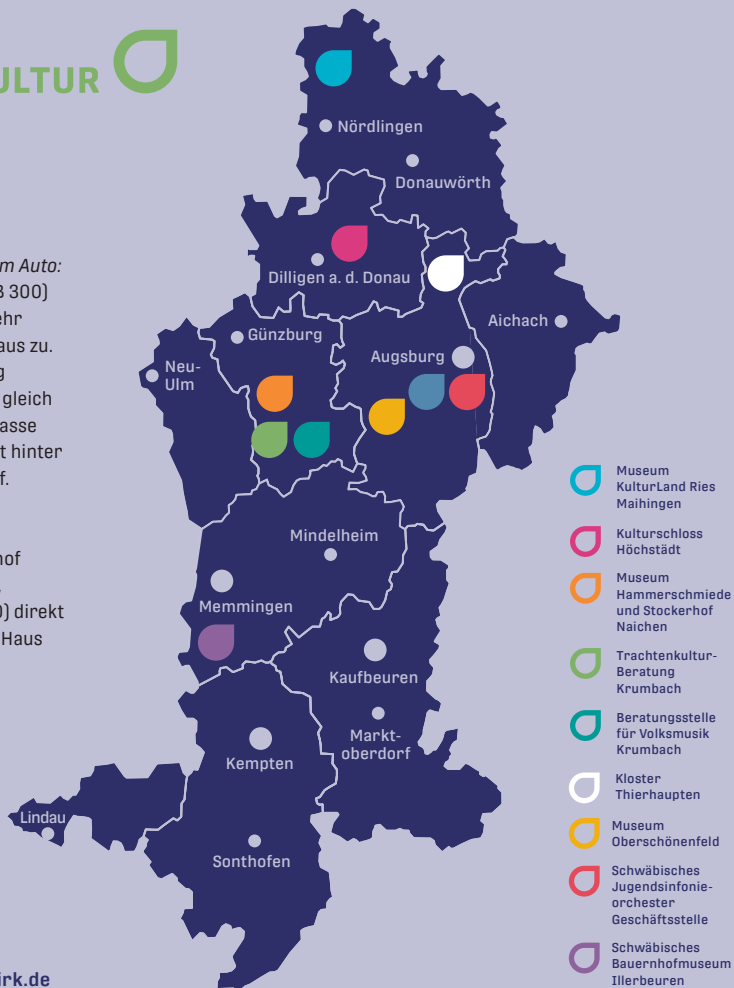 ULTUR
m Auto:
B 300)
ehr
aus zu.
g
gleich
asse
t hinter
f.
hof
0) direkt
Haus
irk.de
Nördlingen
Donauwörth
Dilligen a. d. Donau
Aichach
Günzburg
Augsburg
Neu-
Ulm
Mindelheim
Memmingen
Kaufbeuren
Markt-
oberdorf
Kempten
Lindau
Sonthofen
Museum
KulturLand Ries
Maihingen
Kulturschloss
Höchstädt
Museum
Hammerschmiede
und Stockerhof
Naichen
Trachtenkultur-
Beratung
Krumbach
Beratungsstelle
für Volksmusik
Krumbach
Kloster
Thierhaupten
Museum
Oberschönenfeld
Schwäbisches
Jugendsinfonie-
orchester
Geschäftsstelle
Schwäbisches
Bauernhofmuseum
Illerbeuren